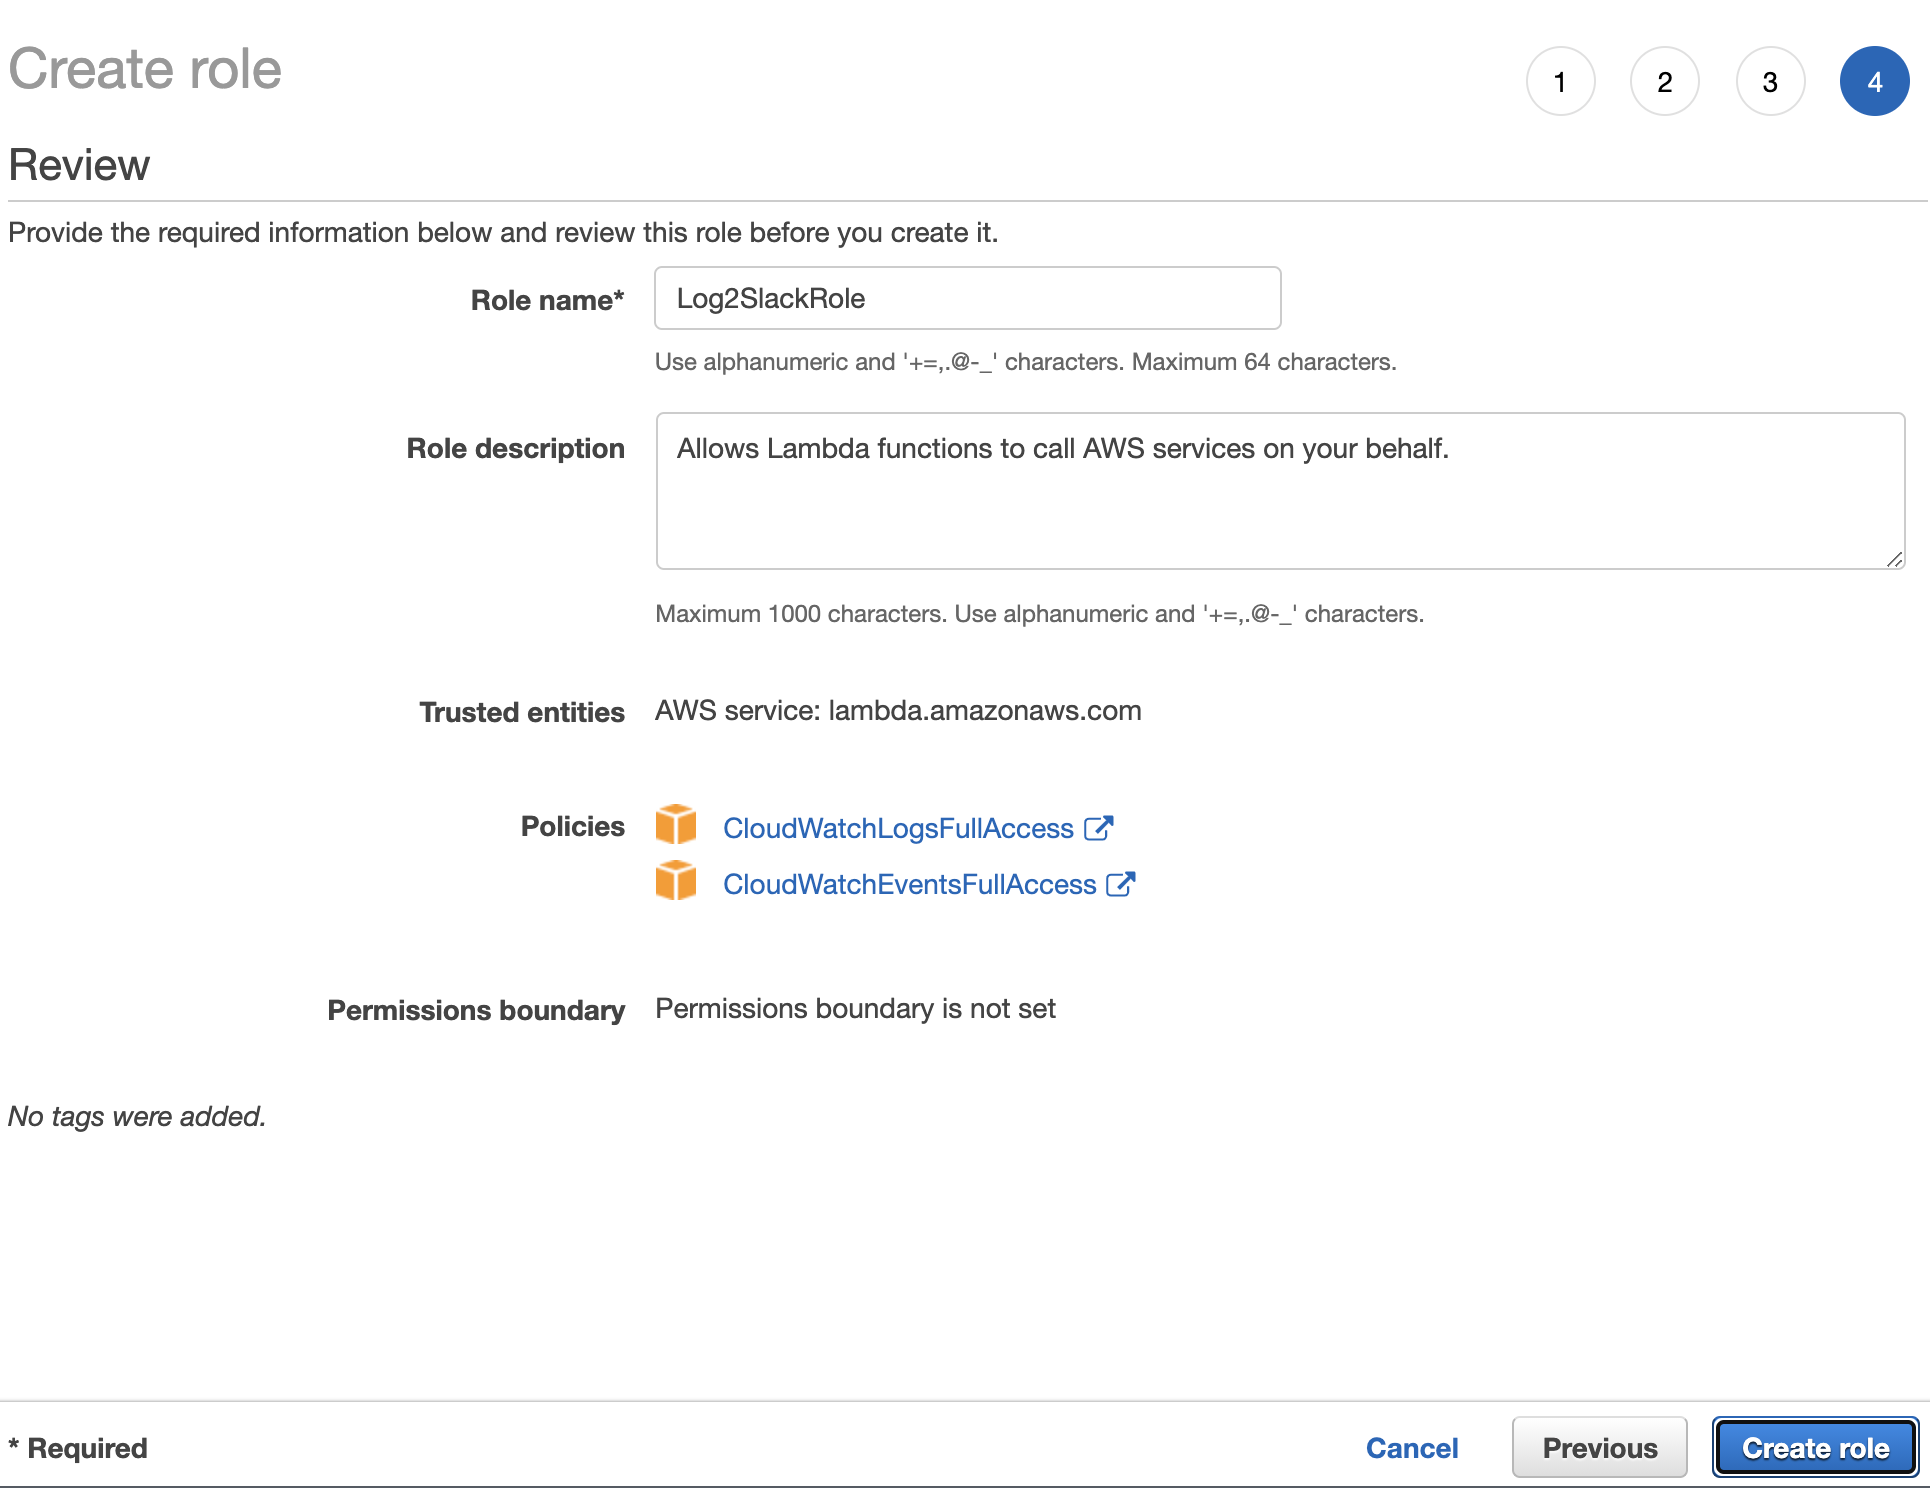 Create role
1 2 3 4
Review
Provide the required information below and review this role before you create it.
Role name* Log2SlackRole
Use alphanumeric and '+=,.@-_' characters. Maximum 64 characters.
Role description Allows Lambda functions to call AWS services on your behalf.
Maximum 1000 characters. Use alphanumeric and '+=,.@-_' characters.
Trusted entities AWS service: lambda.amazonaws.com
Policies CloudWatchLogsFullAccess
CloudWatchEventsFullAccess
Permissions boundary Permissions boundary is not set
No tags were added.
* Required Cancel Previous Create role